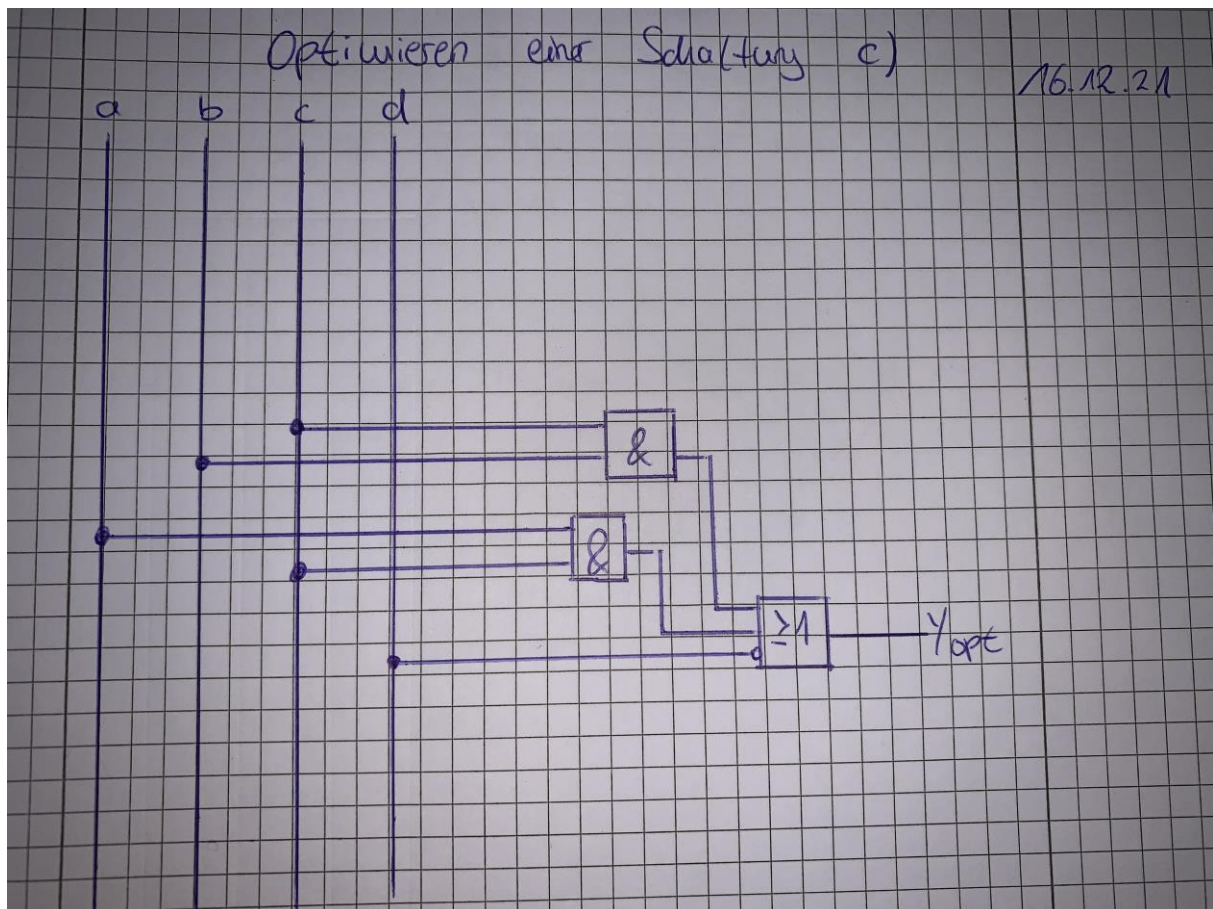 Optimieren einer Schaltung c)
16.12.21
a b c d
&
&
≥1
Yopt